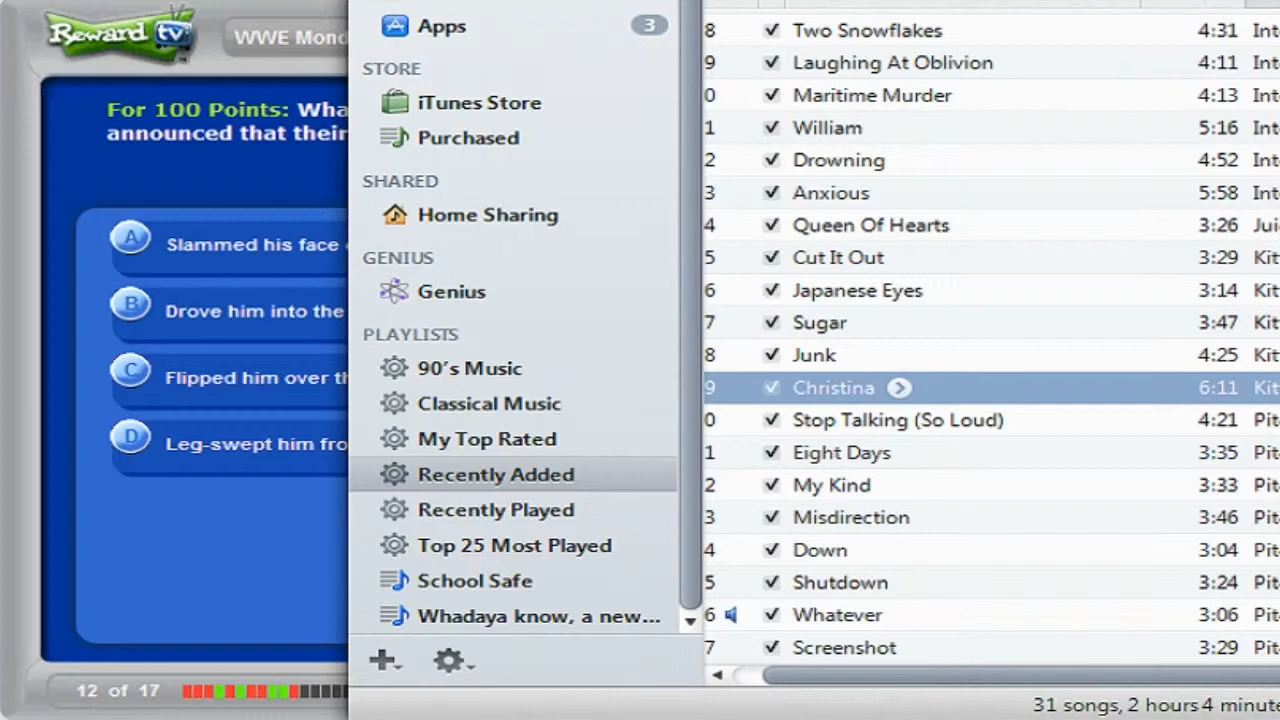 Reward tv
WWE Mond
For 100 Points: Wha
announced that their
A Slammed his face
B Drove him into the
C Flipped him over th
D Leg-swept him fro
12 of 17
Apps 3
STORE
iTunes Store
Purchased
SHARED
Home Sharing
GENIUS
Genius
PLAYLISTS
90's Music
Classical Music
My Top Rated
Recently Added
Recently Played
Top 25 Most Played
School Safe
Whadaya know, a new...
8 Two Snowflakes 4:31 Int
9 Laughing At Oblivion 4:11 Int
0 Maritime Murder 4:13 Int
1 William 5:16 Int
2 Drowning 4:52 Int
3 Anxious 5:58 Int
4 Queen Of Hearts 3:26 Jui
5 Cut It Out 3:29 Kit
6 Japanese Eyes 3:14 Kit
7 Sugar 3:47 Kit
8 Junk 4:25 Kit
9 Christina 6:11 Kit
0 Stop Talking (So Loud) 4:21 Pit
1 Eight Days 3:35 Pit
2 My Kind 3:33 Pit
3 Misdirection 3:46 Pit
4 Down 3:04 Pit
5 Shutdown 3:24 Pit
6 Whatever 3:06 Pit
7 Screenshot 3:29 Pit
31 songs, 2 hours 4 minute